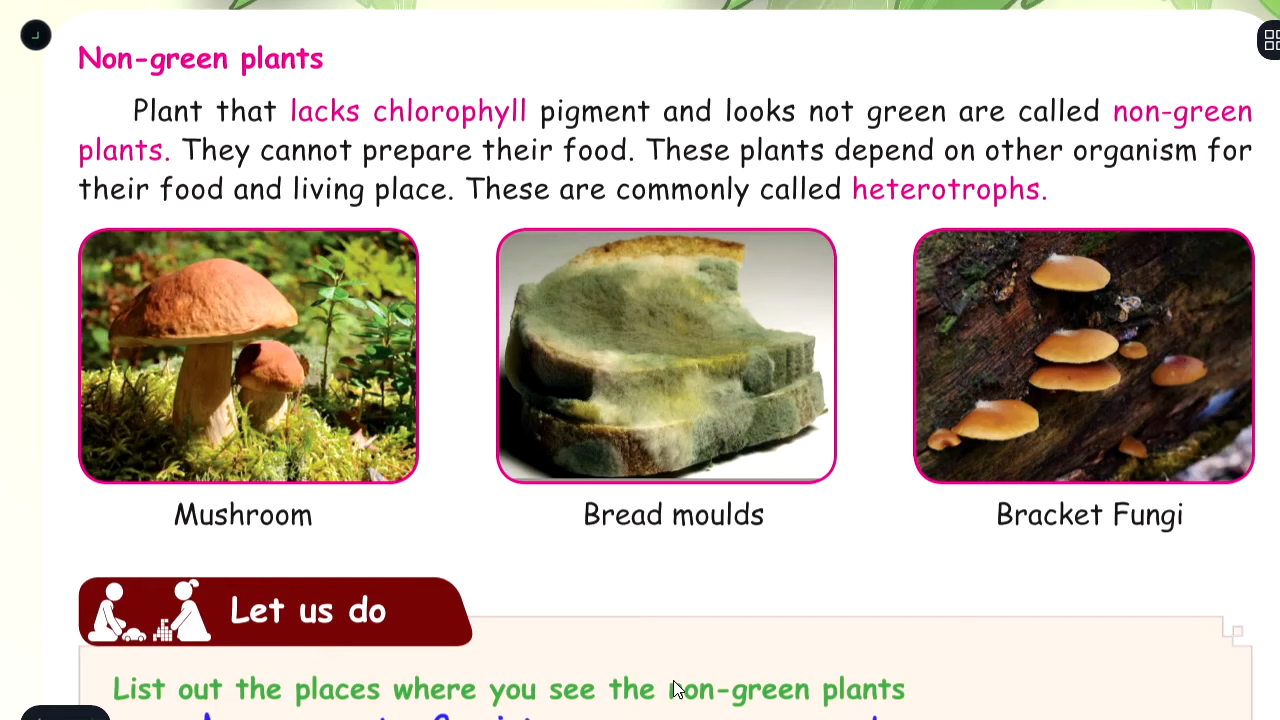 Non-green plants
Plant that lacks chlorophyll pigment and looks not green are called non-green
plants. They cannot prepare their food. These plants depend on other organism for
their food and living place. These are commonly called heterotrophs.
Mushroom
Bread moulds
Bracket Fungi
Let us do
List out the places where you see the non-green plants